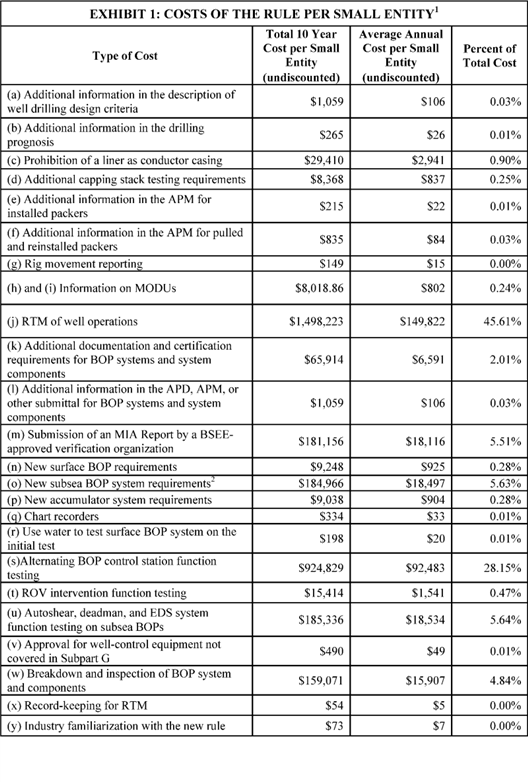 EXHIBIT 1: COSTS OF THE RULE PER SMALL ENTITY1
Type of Cost
Total 10 Year
Cost per Small
Entity
(undiscounted)
Average Annual
Cost per Small
Entity
(undiscounted)
Percent of
Total Cost
(a) Additional information in the description of
well drilling design criteria
$1,059 $106 0.03%
(b) Additional information in the drilling
prognosis
$265 $26 0.01%
(c) Prohibition of a liner as conductor casing $29,410 $2,941 0.90%
(d) Additional capping stack testing requirements $8,368 $837 0.25%
(e) Additional information in the APM for
installed packers
$215 $22 0.01%
(f) Additional information in the APM for pulled
and reinstalled packers
$835 $84 0.03%
(g) Rig movement reporting $149 $15 0.00%
(h) and (i) Information on MODUs $8,018.86 $802 0.24%
(j) RTM of well operations $1,498,223 $149,822 45.61%
(k) Additional documentation and certification
requirements for BOP systems and system
components
$65,914 $6,591 2.01%
(l) Additional information in the APD, APM, or
other submittal for BOP systems and system
components
$1,059 $106 0.03%
(m) Submission of an MIA Report by a BSEE-
approved verification organization
$181,156 $18,116 5.51%
(n) New surface BOP requirements $9,248 $925 0.28%
(o) New subsea BOP system requirements2 $184,966 $18,497 5.63%
(p) New accumulator system requirements $9,038 $904 0.28%
(q) Chart recorders $334 $33 0.01%
(r) Use water to test surface BOP system on the
initial test
$198 $20 0.01%
(s)Alternating BOP control station function
testing
$924,829 $92,483 28.15%
(t) ROV intervention function testing $15,414 $1,541 0.47%
(u) Autoshear, deadman, and EDS system
function testing on subsea BOPs
$185,336 $18,534 5.64%
(v) Approval for well-control equipment not
covered in Subpart G
$490 $49 0.01%
(w) Breakdown and inspection of BOP system
and components
$159,071 $15,907 4.84%
(x) Record-keeping for RTM $54 $5 0.00%
(y) Industry familiarization with the new rule $73 $7 0.00%